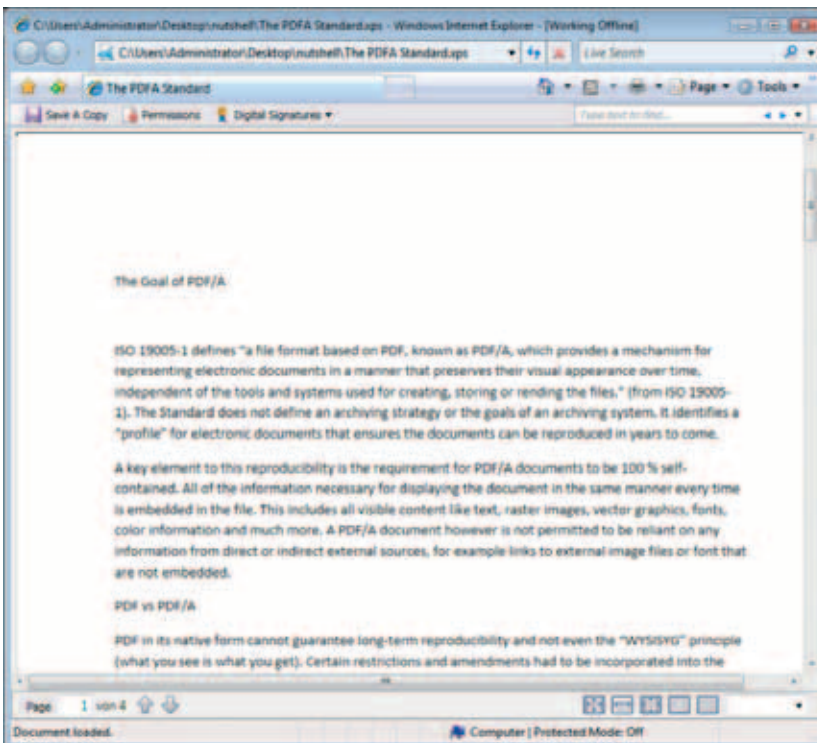 C:\Users\Administrator\Desktop\nutshell\The PDFA Standard.xps - Windows Internet Explorer - [Working Offline]
C:\Users\Administrator\Desktop\nutshell\The PDFA Standard.xps Live Search
The PDFA Standard Page Tools
Save A Copy Permissions Digital Signatures Type text to find...
The Goal of PDF/A
ISO 19005-1 defines "a file format based on PDF, known as PDF/A, which provides a mechanism for
representing electronic documents in a manner that preserves their visual appearance over time,
independent of the tools and systems used for creating, storing or rending the files." (from ISO 19005-
1). The Standard does not define an archiving strategy or the goals of an archiving system. It identifies a
"profile" for electronic documents that ensures the documents can be reproduced in years to come.
A key element to this reproducibility is the requirement for PDF/A documents to be 100 % self-
contained. All of the information necessary for displaying the document in the same manner every time
is embedded in the file. This includes all visible content like text, raster images, vector graphics, fonts,
color information and much more. A PDF/A document however is not permitted to be reliant on any
information from direct or indirect external sources, for example links to external image files or font that
are not embedded.
PDF vs PDF/A
PDF in its native form cannot guarantee long-term reproducibility and not even the "WYSISYG" principle
(what you see is what you get). Certain restrictions and amendments had to be incorporated into the
Page 1 von 4
Document loaded. Computer | Protected Mode: Off